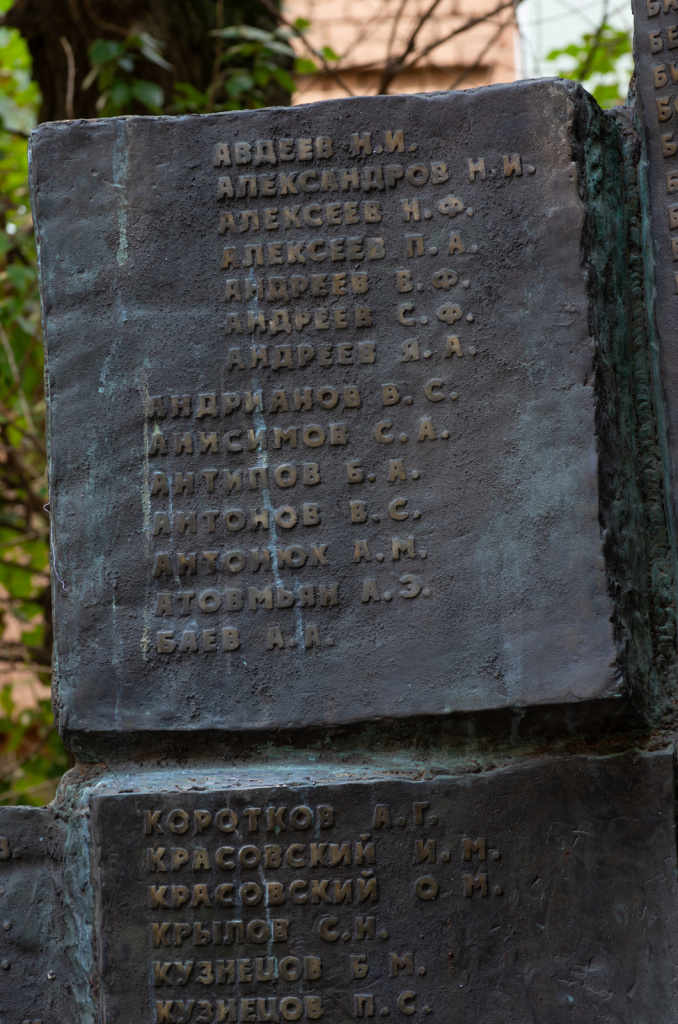 АВДЕЕВ Н.И.
АЛЕКСАНДРОВ Н.И.
АЛЕКСЕЕВ Н.Ф.
АЛЕКСЕЕВ П.А.
АНДРЕЕВ В.Ф.
АНДРЕЕВ С.Ф.
АНДРЕЕВ Я.А.
АНДРИАНОВ В.С.
АНИСИМОВ С.А.
АНТИПОВ Б.А.
АНТОНОВ В.С.
АНТОНЮК А.М.
АТОВМЬЯН А.Э.
БАЕВ А.А.
КОРОТКОВ А.Г.
КРАСОВСКИЙ И.М.
КРАСОВСКИЙ О.М.
КРЫЛОВ С.Н.
КУЗНЕЦОВ Б.М.
КУЗНЕЦОВ П.С.